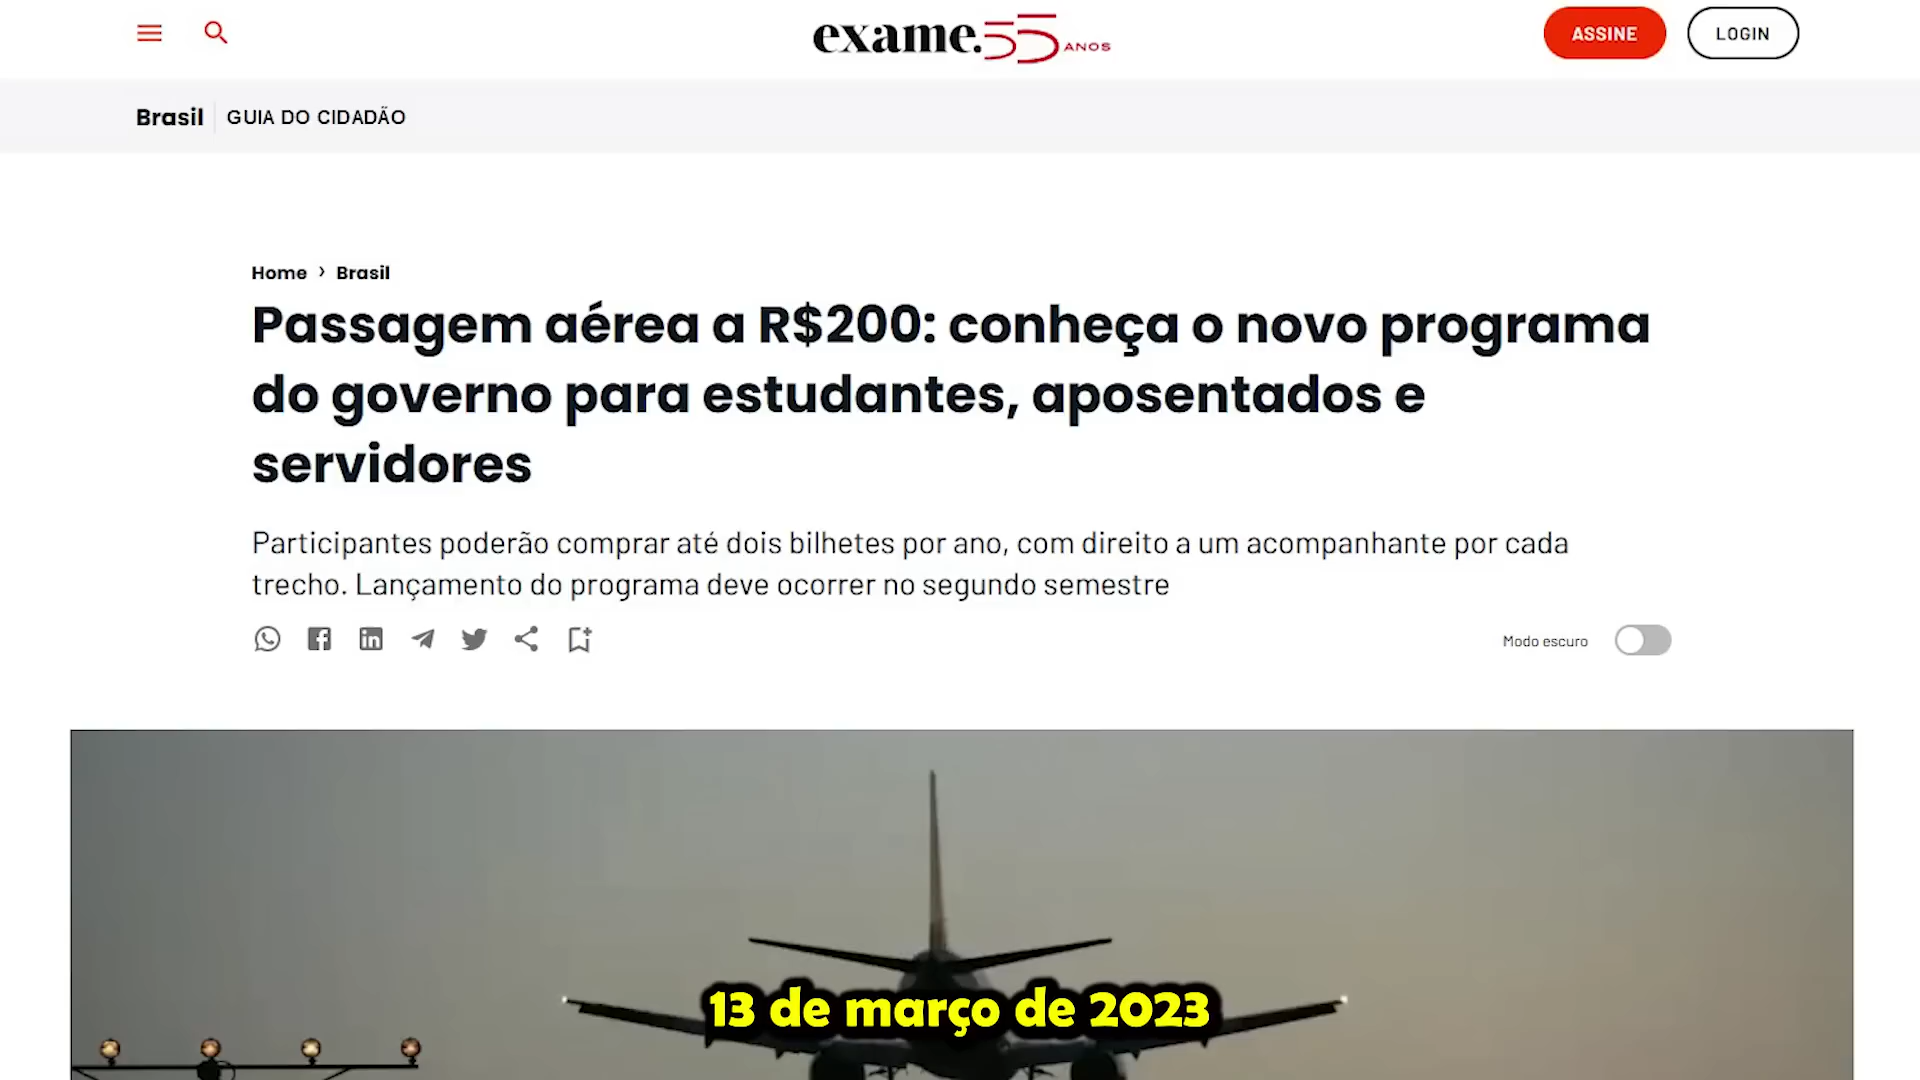 exame.55 ANOS
ASSINE
LOGIN
Brasil
GUIA DO CIDADÃO
Home › Brasil
Passagem aérea a R$200: conheça o novo programa
do governo para estudantes, aposentados e
servidores
Participantes poderão comprar até dois bilhetes por ano, com direito a um acompanhante por cada
trecho. Lançamento do programa deve ocorrer no segundo semestre
Modo escuro
13 de março de 2023